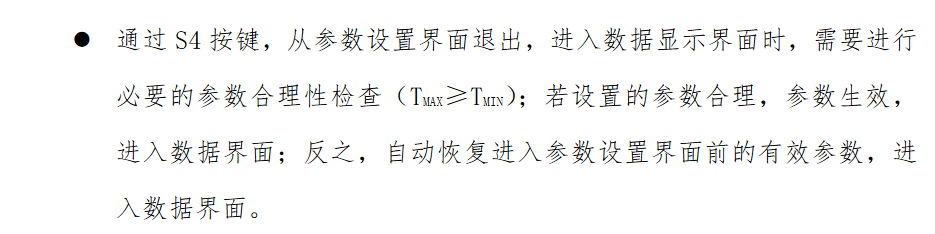 ● 通过 S4 按键，从参数设置界面退出，进入数据显示界面时，需要进行
必要的参数合理性检查（TMAX≥TMIN）；若设置的参数合理，参数生效，
进入数据界面；反之，自动恢复进入参数设置界面前的有效参数，进
入数据界面。